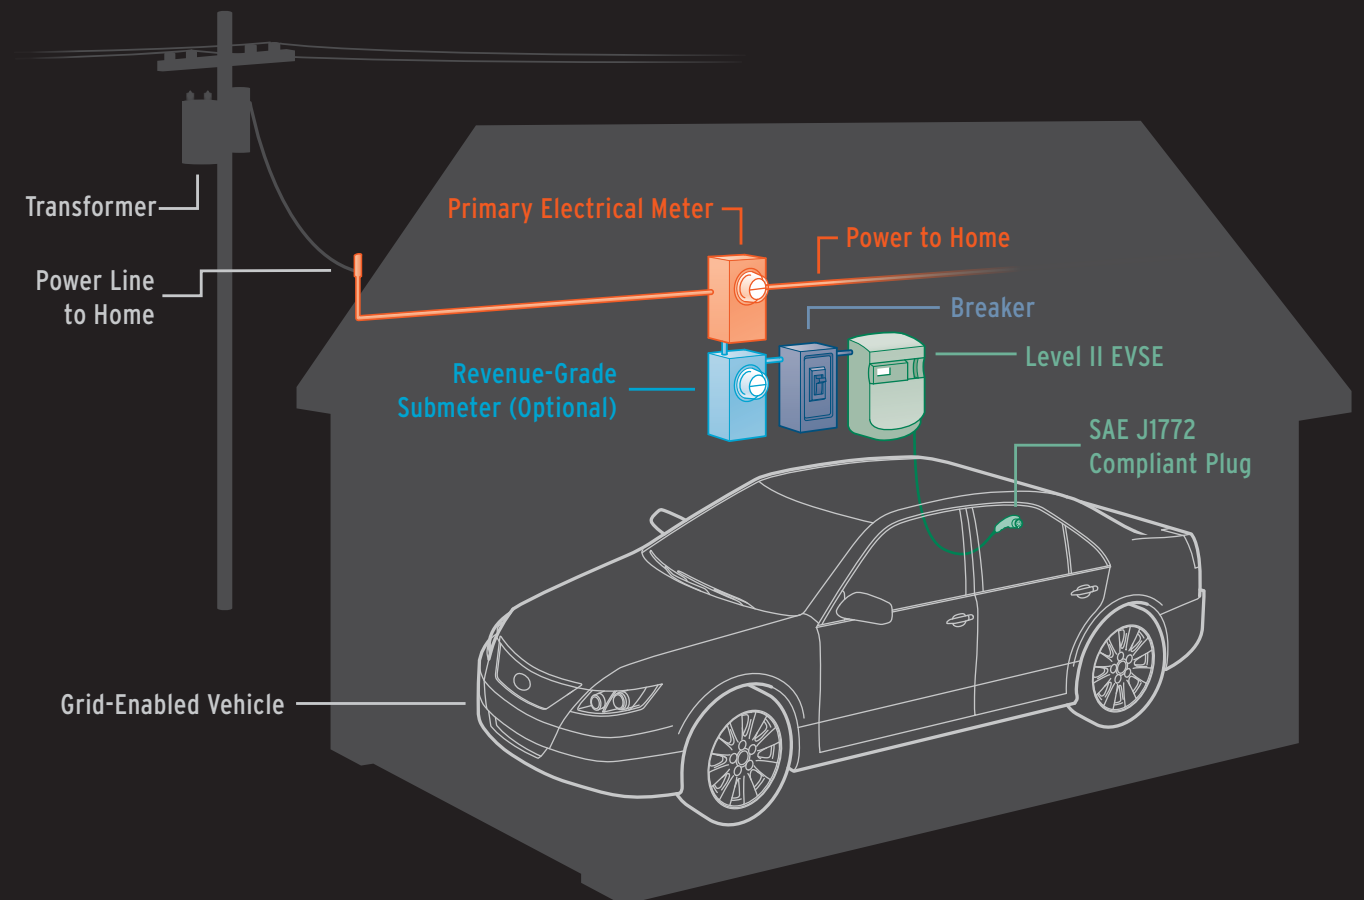 Transformer
Power Line
to Home
Primary Electrical Meter
Power to Home
Breaker
Revenue-Grade
Submeter (Optional)
Level II EVSE
SAE J1772
Compliant Plug
Grid-Enabled Vehicle